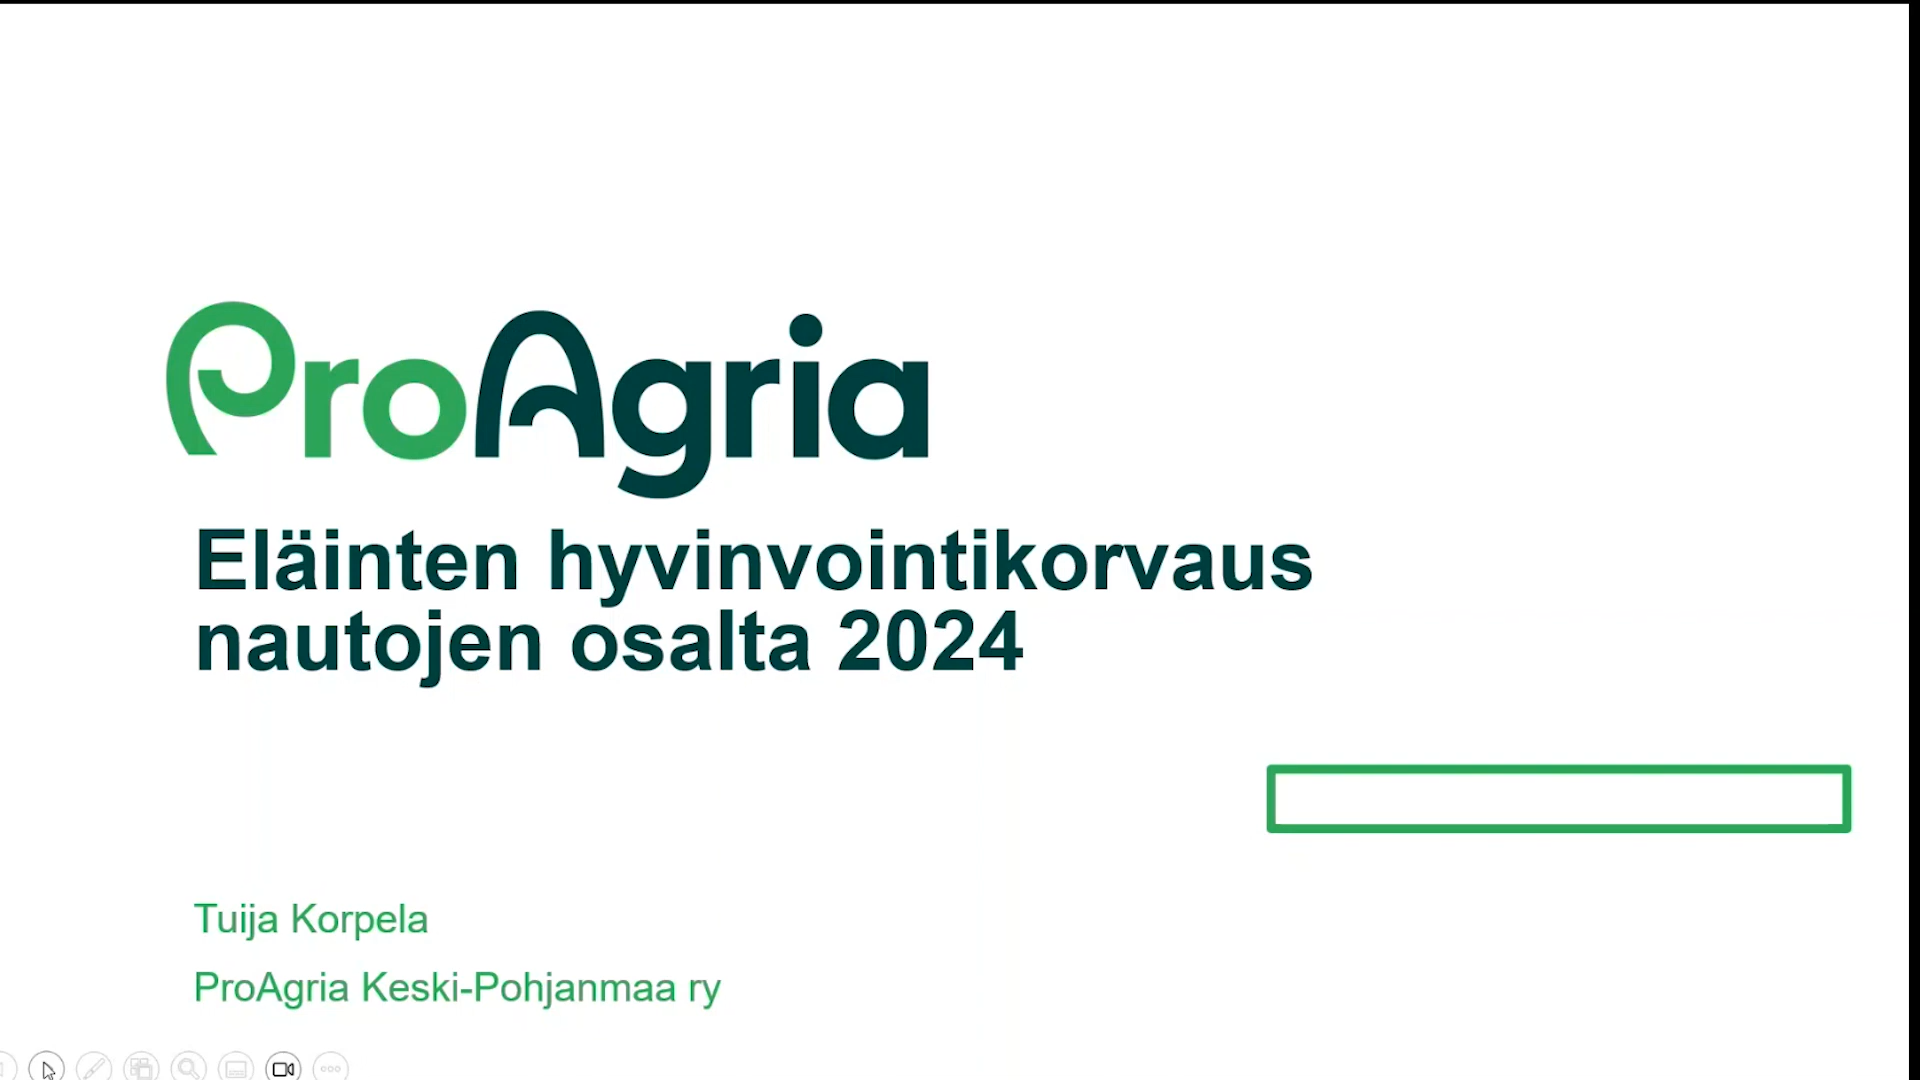 ProAgria
Eläinten hyvinvointikorvaus
nautojen osalta 2024
Tuija Korpela
ProAgria Keski-Pohjanmaa ry